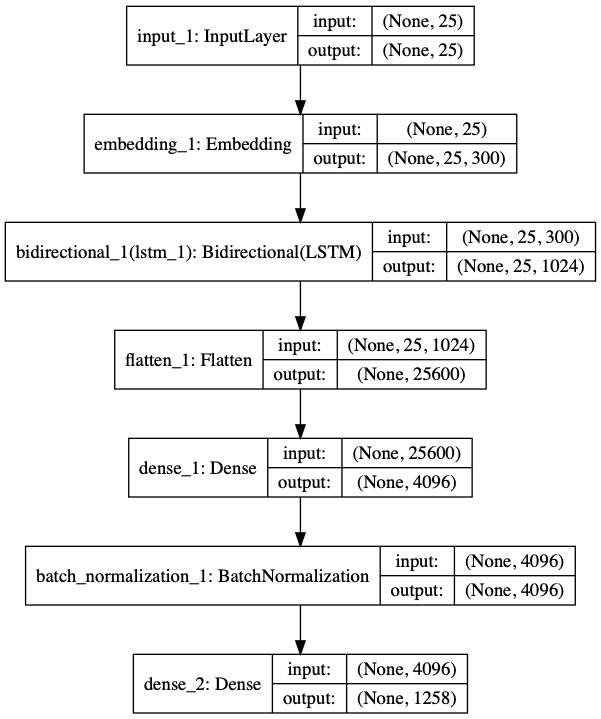 input_1: InputLayer
input: (None, 25)
output: (None, 25)
embedding_1: Embedding
input: (None, 25)
output: (None, 25, 300)
bidirectional_1(lstm_1): Bidirectional(LSTM)
input: (None, 25, 300)
output: (None, 25, 1024)
flatten_1: Flatten
input: (None, 25, 1024)
output: (None, 25600)
dense_1: Dense
input: (None, 25600)
output: (None, 4096)
batch_normalization_1: BatchNormalization
input: (None, 4096)
output: (None, 4096)
dense_2: Dense
input: (None, 4096)
output: (None, 1258)